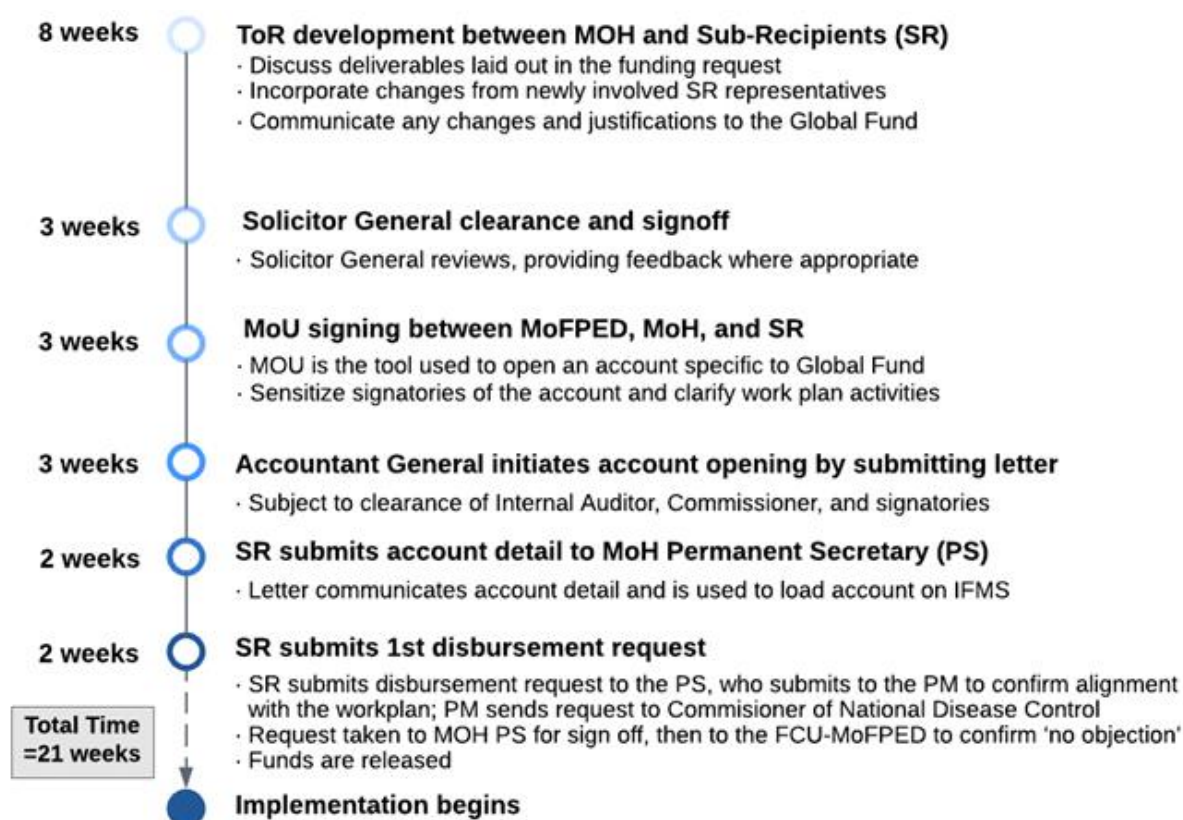 8 weeks
ToR development between MOH and Sub-Recipients (SR)
· Discuss deliverables laid out in the funding request
· Incorporate changes from newly involved SR representatives
· Communicate any changes and justifications to the Global Fund
3 weeks
Solicitor General clearance and signoff
· Solicitor General reviews, providing feedback where appropriate
3 weeks
MoU signing between MoFPED, MoH, and SR
· MOU is the tool used to open an account specific to Global Fund
· Sensitize signatories of the account and clarify work plan activities
3 weeks
Accountant General initiates account opening by submitting letter
· Subject to clearance of Internal Auditor, Commissioner, and signatories
2 weeks
SR submits account detail to MoH Permanent Secretary (PS)
· Letter communicates account detail and is used to load account on IFMS
2 weeks
SR submits 1st disbursement request
· SR submits disbursement request to the PS, who submits to the PM to confirm alignment
with the workplan; PM sends request to Commisioner of National Disease Control
· Request taken to MOH PS for sign off, then to the FCU-MoFPED to confirm 'no objection'
· Funds are released
Total Time
=21 weeks
Implementation begins